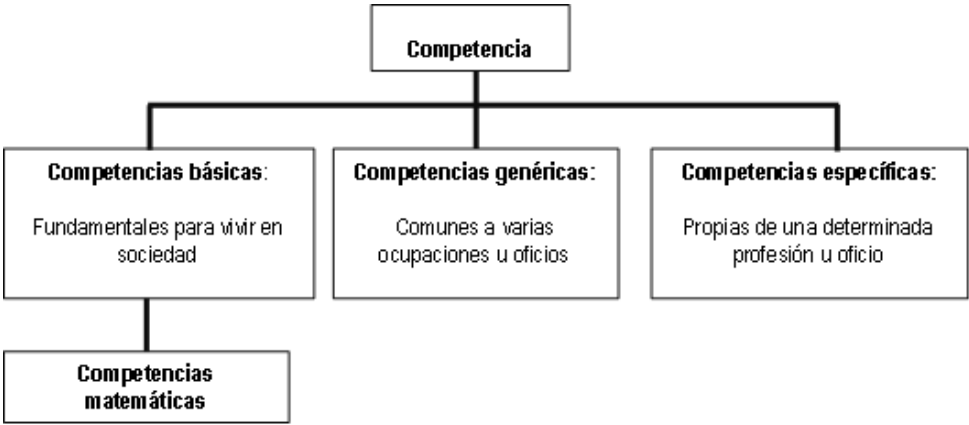 Competencia
Competencias básicas:
Fundamentales para vivir en
sociedad
Competencias genéricas:
Comunes a varias
ocupaciones u oficios
Competencias específicas:
Propias de una determinada
profesión u oficio
Competencias
matemáticas